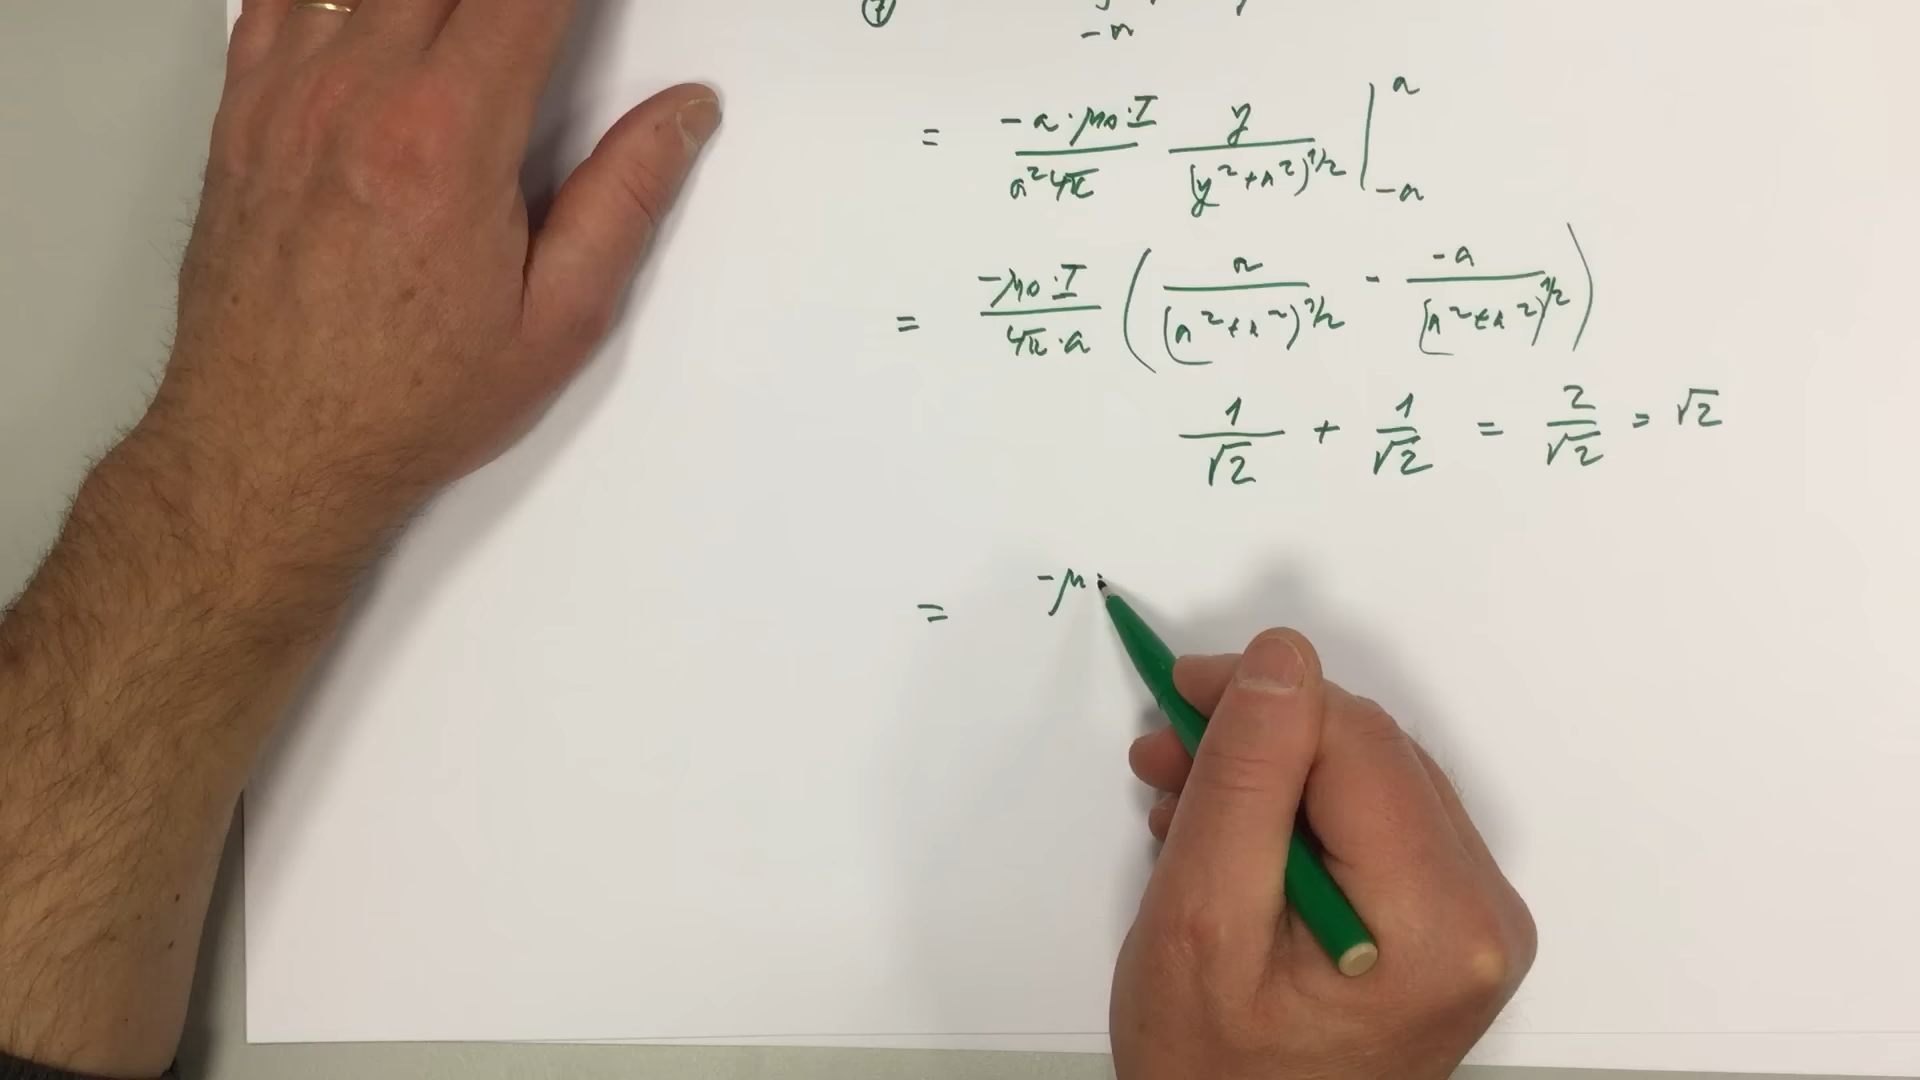 ⑦
-a
= -a·μ₀·I / a²4π y / (y²+a²)^1/2 |_-a^a
= -μ₀·I / 4π·a ( a / (a²+a²)^1/2 - -a / (a²+a²)^1/2 )
1/√2 + 1/√2 = 2/√2 = √2
= -μ